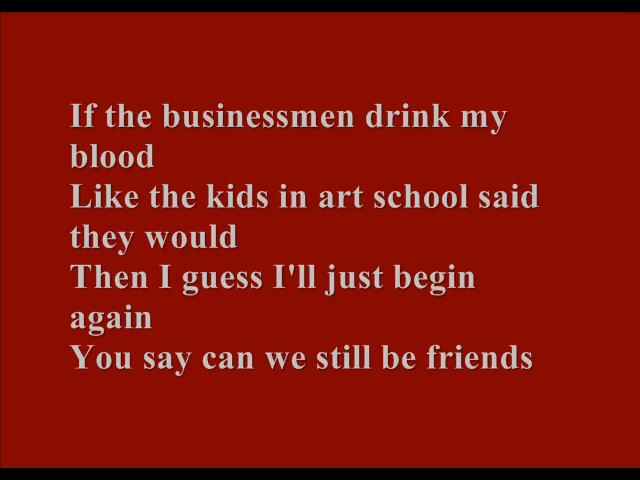 If the businessmen drink my
blood
Like the kids in art school said
they would
Then I guess I'll just begin
again
You say can we still be friends